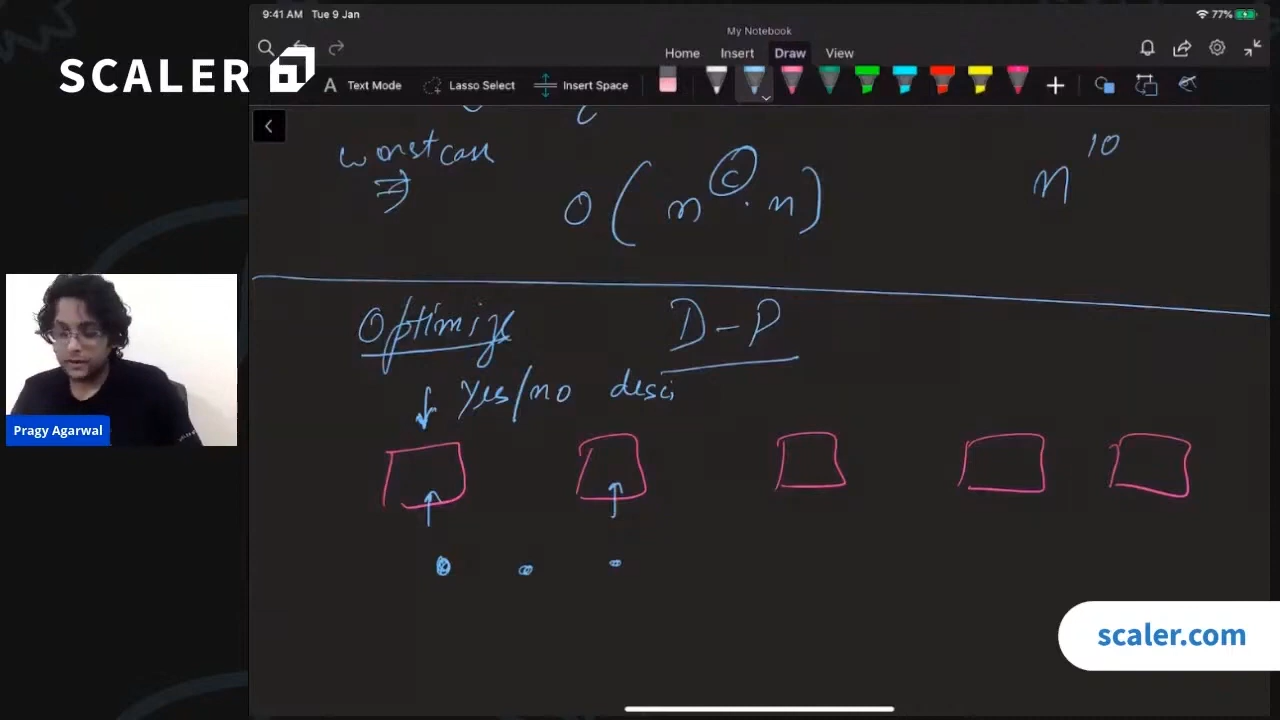 9:41 AM Tue 9 Jan
77%
My Notebook
Home Insert Draw View
SCALER
A Text Mode Lasso Select Insert Space
worst case
O ( n^c . n )
n^10
Optimize D-P
Yes/no desci
Pragy Agarwal
scaler.com